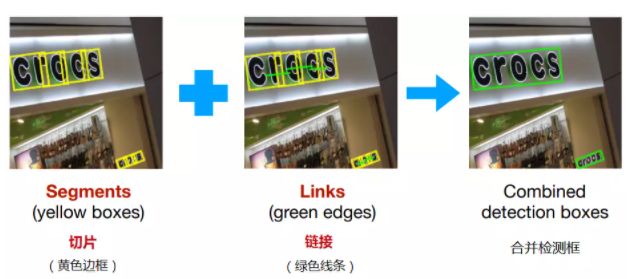 crocs
crocs
crocs
crocs
crocs
crocs
Segments
(yellow boxes)
切片
（黄色边框）
Links
(green edges)
链接
（绿色线条）
Combined
detection boxes
合并检测框